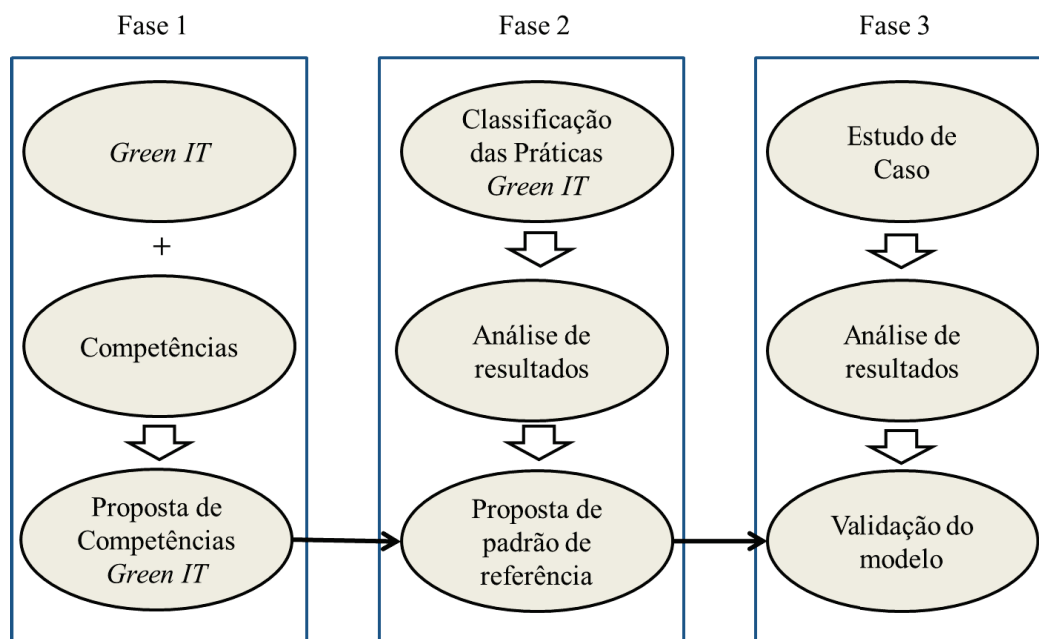 Fase 1
Green IT
+
Competências
Proposta de
Competências
Green IT
Fase 2
Classificação
das Práticas
Green IT
Análise de
resultados
Proposta de
padrão de
referência
Fase 3
Estudo de
Caso
Análise de
resultados
Validação do
modelo